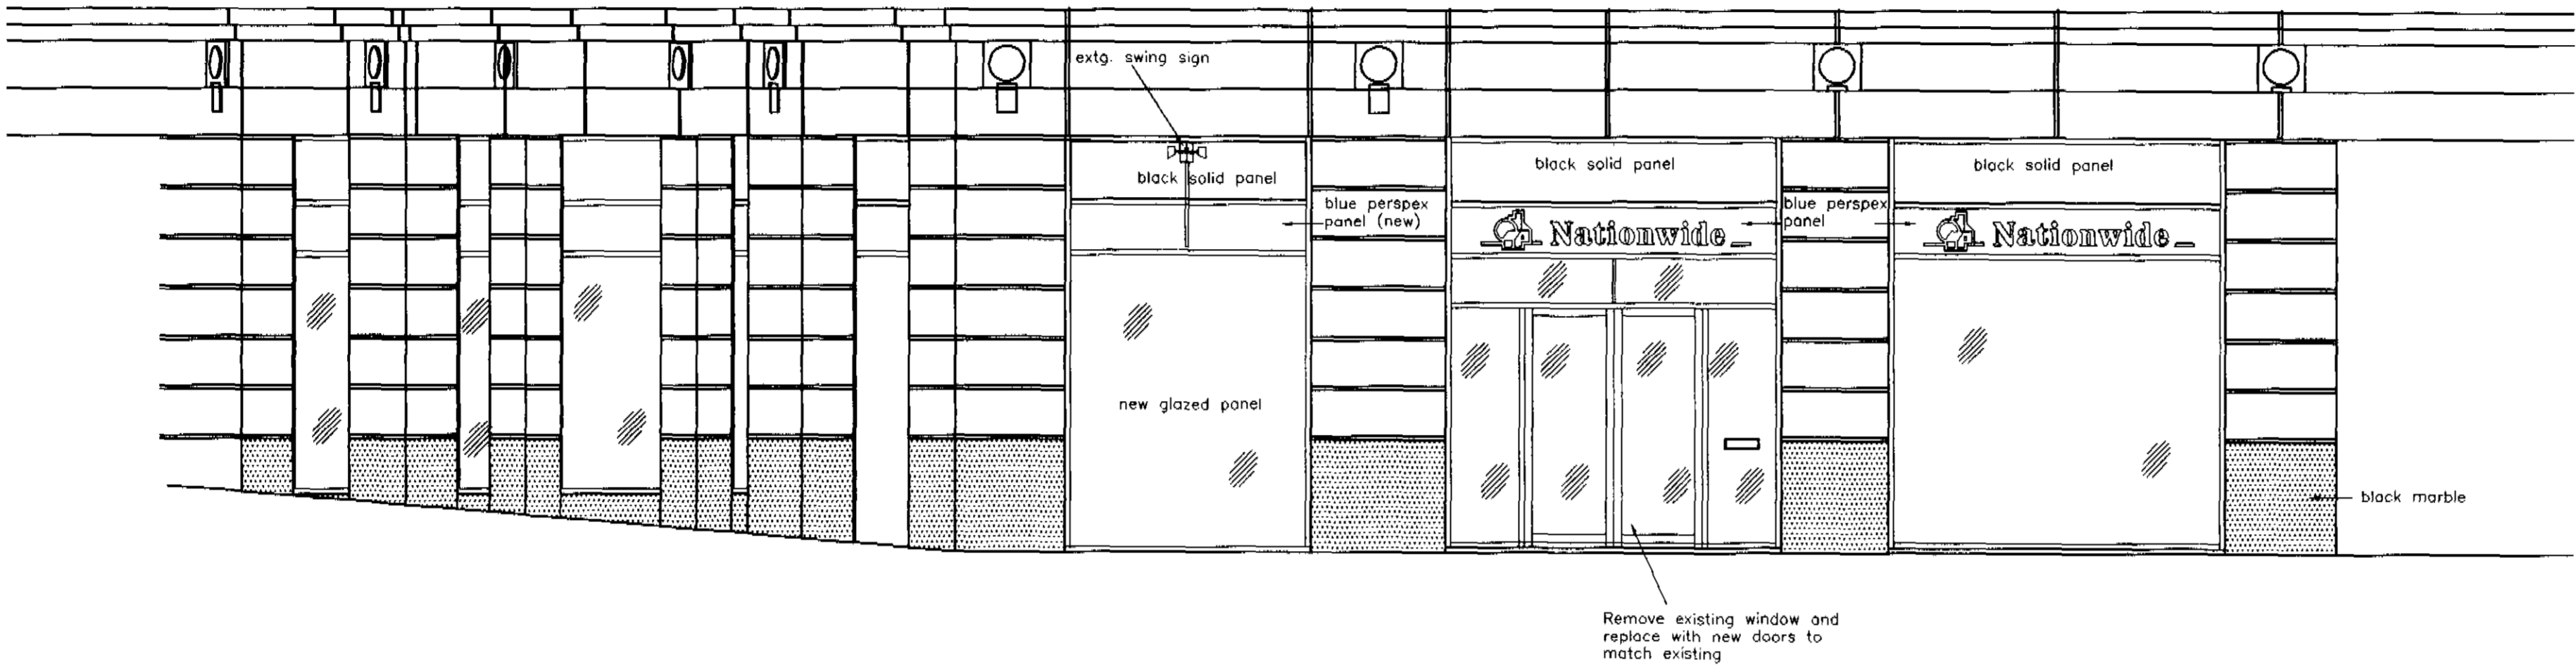 extg. swing sign
black solid panel
blue perspex
panel (new)
black solid panel
blue perspex
panel
black solid panel
Nationwide
Nationwide
new glazed panel
black marble
Remove existing window and
replace with new doors to
match existing